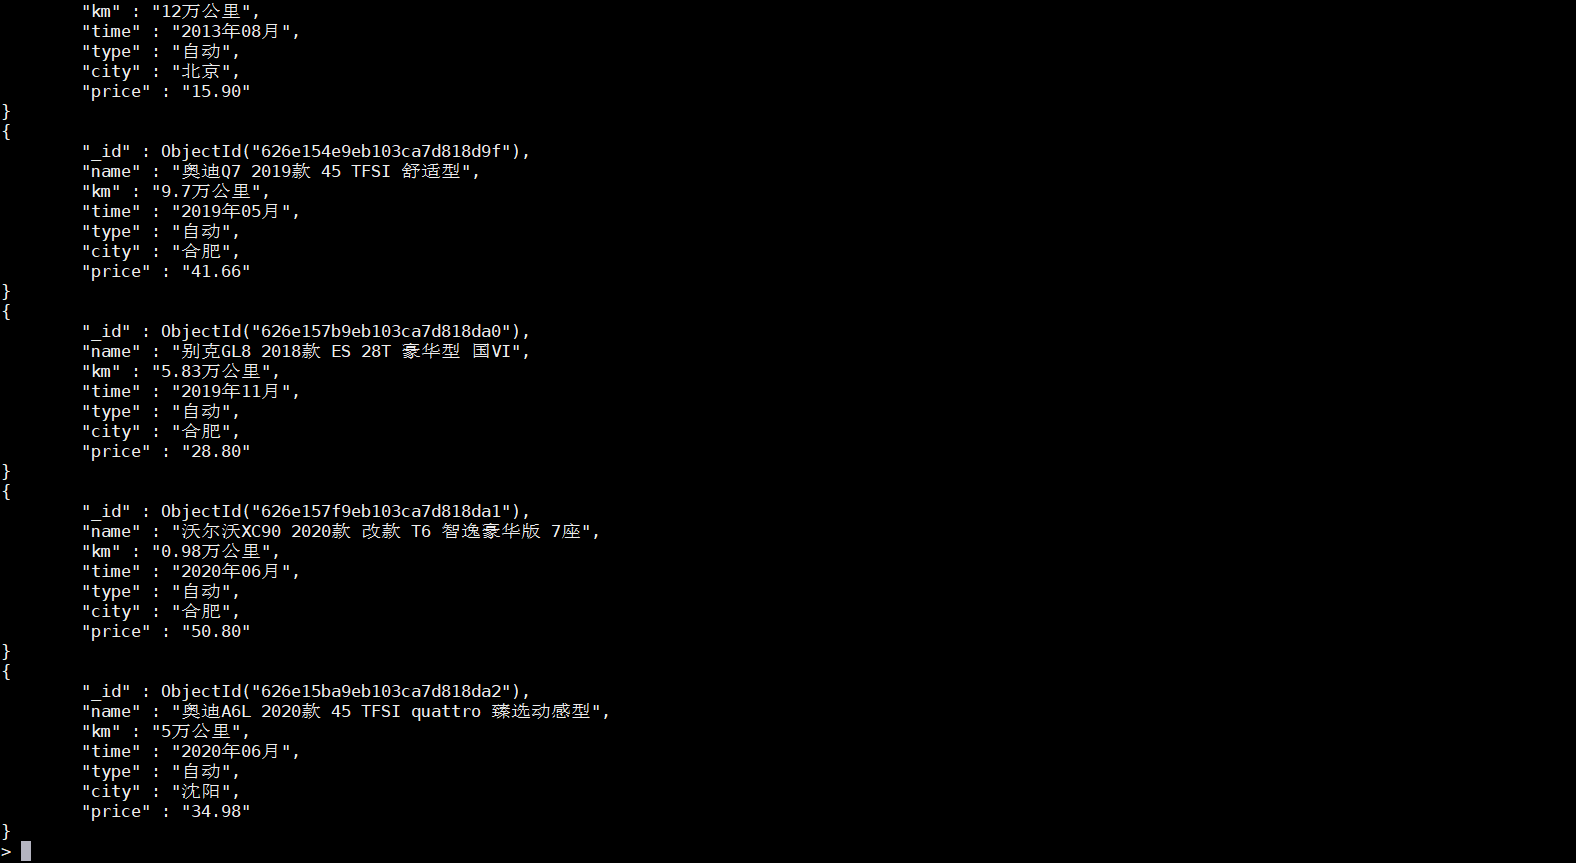 "km" : "12万公里",
"time" : "2013年08月",
"type" : "自动",
"city" : "北京",
"price" : "15.90"
}
{
"_id" : ObjectId("626e154e9eb103ca7d818d9f"),
"name" : "奥迪Q7 2019款 45 TFSI 舒适型",
"km" : "9.7万公里",
"time" : "2019年05月",
"type" : "自动",
"city" : "合肥",
"price" : "41.66"
}
{
"_id" : ObjectId("626e157b9eb103ca7d818da0"),
"name" : "别克GL8 2018款 ES 28T 豪华型 国VI",
"km" : "5.83万公里",
"time" : "2019年11月",
"type" : "自动",
"city" : "合肥",
"price" : "28.80"
}
{
"_id" : ObjectId("626e157f9eb103ca7d818da1"),
"name" : "沃尔沃XC90 2020款 改款 T6 智逸豪华版 7座",
"km" : "0.98万公里",
"time" : "2020年06月",
"type" : "自动",
"city" : "合肥",
"price" : "50.80"
}
{
"_id" : ObjectId("626e15ba9eb103ca7d818da2"),
"name" : "奥迪A6L 2020款 45 TFSI quattro 臻选动感型",
"km" : "5万公里",
"time" : "2020年06月",
"type" : "自动",
"city" : "沈阳",
"price" : "34.98"
}
>